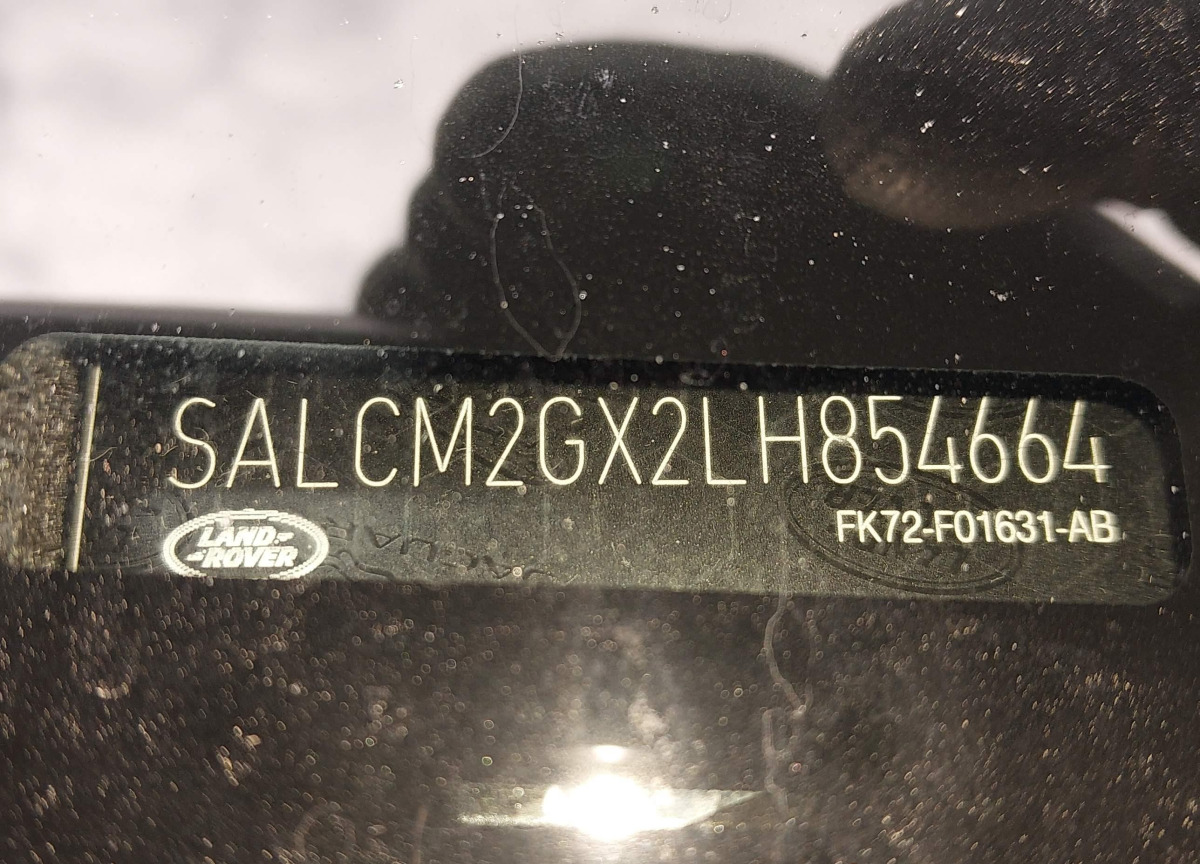 SALCM2GX2LH854664
LAND-
-ROVER
FK72-F01631-AB